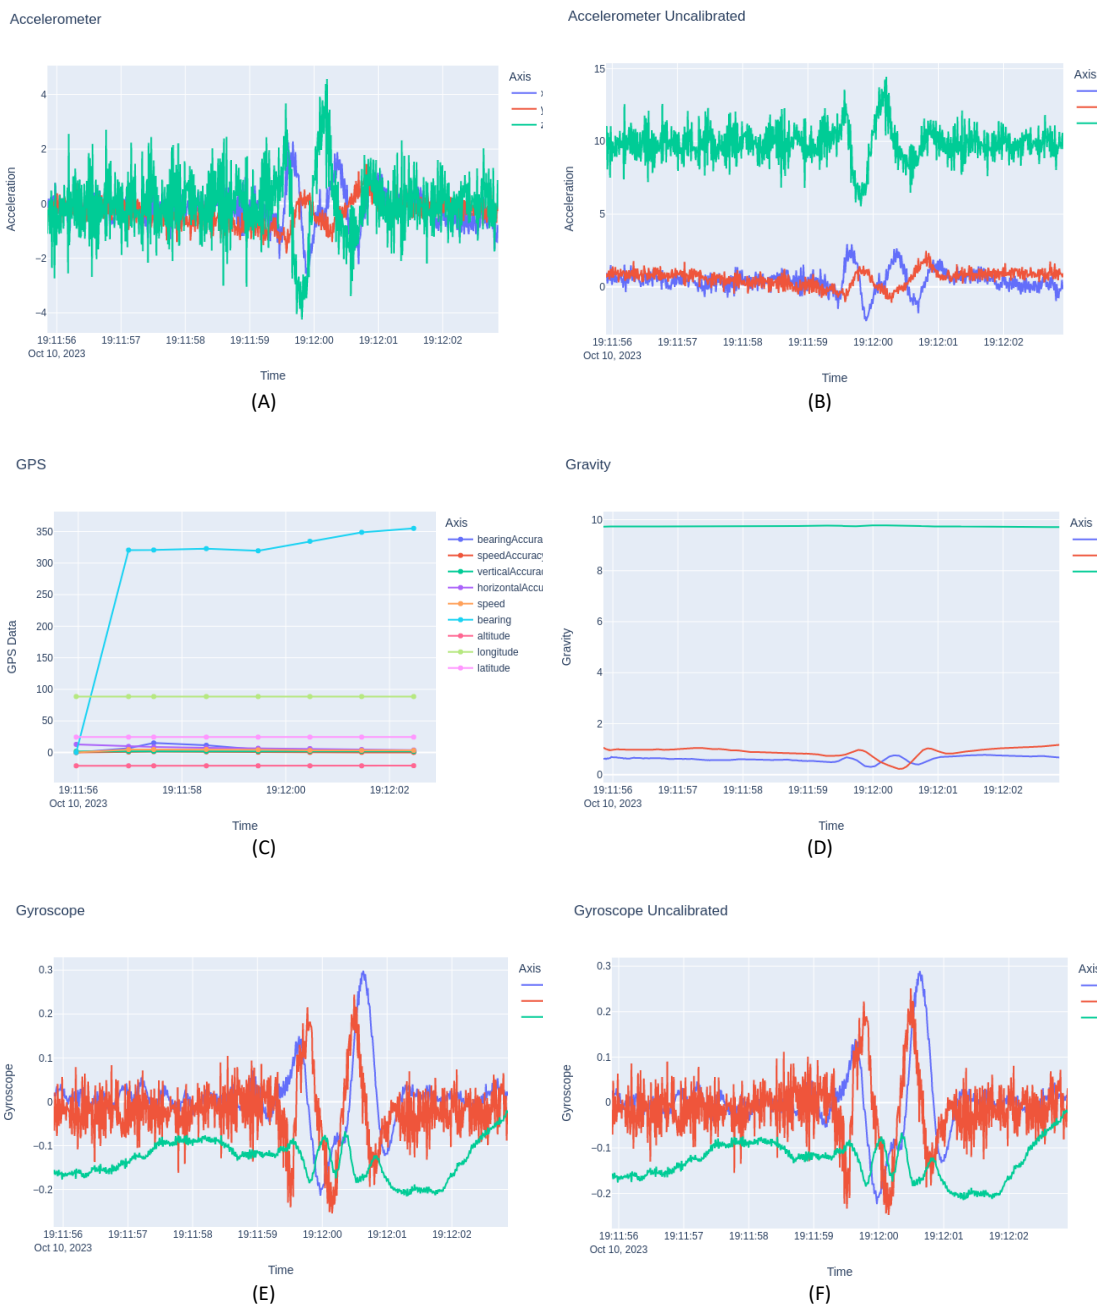 Accelerometer
Axis
x
y
z
Acceleration
4
2
0
−2
−4
19:11:56 19:11:57 19:11:58 19:11:59 19:12:00 19:12:01 19:12:02
Oct 10, 2023
Time
(A)
Accelerometer Uncalibrated
Axis
Acceleration
15
10
5
0
19:11:56 19:11:57 19:11:58 19:11:59 19:12:00 19:12:01 19:12:02
Oct 10, 2023
Time
(B)
GPS
Axis
bearingAccura
speedAccuracy
verticalAccurac
horizontalAccu
speed
bearing
altitude
longitude
latitude
GPS Data
350
300
250
200
150
100
50
0
19:11:56 19:11:58 19:12:00 19:12:02
Oct 10, 2023
Time
(C)
Gravity
Axis
Gravity
10
8
6
4
2
0
19:11:56 19:11:57 19:11:58 19:11:59 19:12:00 19:12:01 19:12:02
Oct 10, 2023
Time
(D)
Gyroscope
Axis
Gyroscope
0.3
0.2
0.1
0
−0.1
−0.2
19:11:56 19:11:57 19:11:58 19:11:59 19:12:00 19:12:01 19:12:02
Oct 10, 2023
Time
(E)
Gyroscope Uncalibrated
Axis
Gyroscope
0.3
0.2
0.1
0
−0.1
−0.2
19:11:56 19:11:57 19:11:58 19:11:59 19:12:00 19:12:01 19:12:02
Oct 10, 2023
Time
(F)